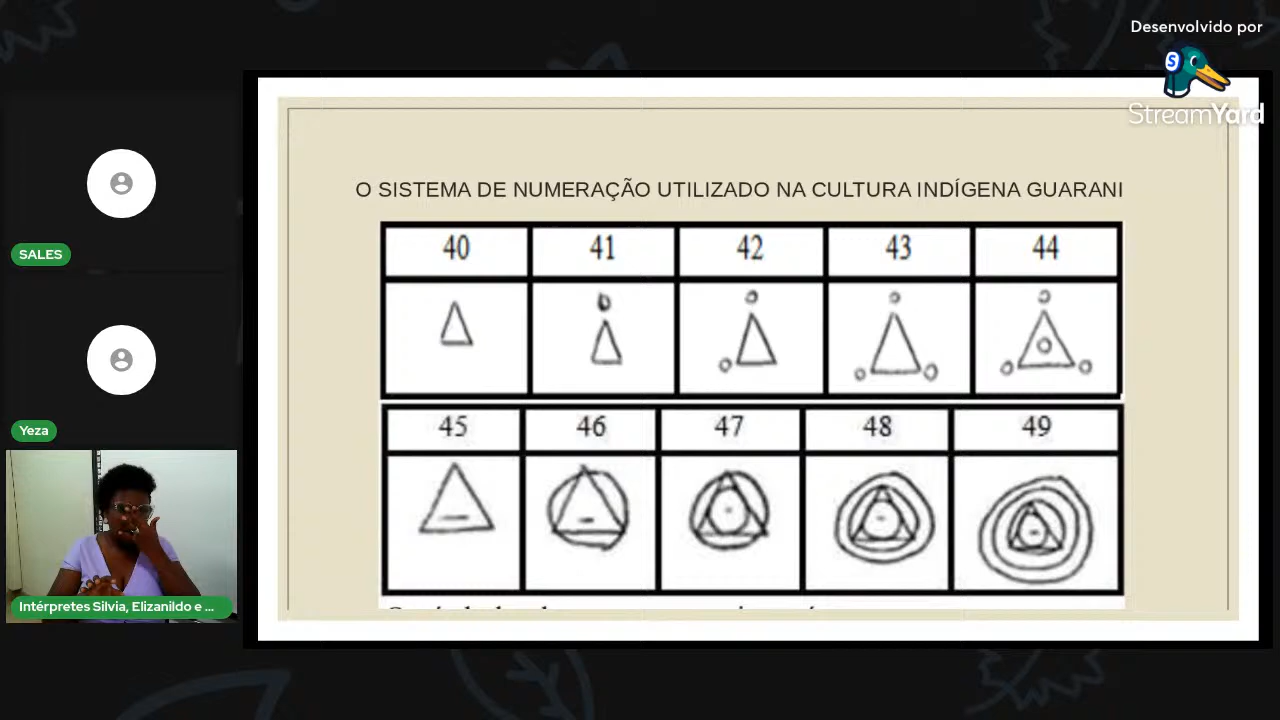 Desenvolvido por
StreamYard
O SISTEMA DE NUMERAÇÃO UTILIZADO NA CULTURA INDÍGENA GUARANI
40 41 42 43 44
45 46 47 48 49
SALES
Yeza
Intérpretes Silvia, Elizanildo e ...